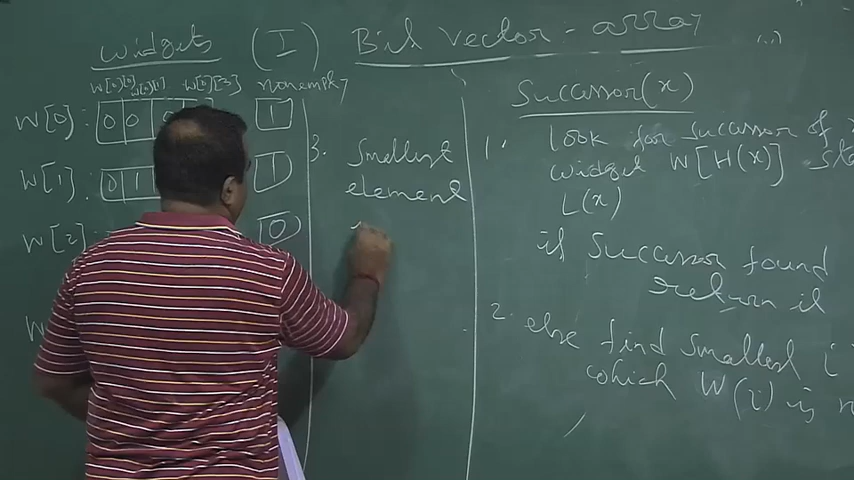 Widgets (I) Bit Vector - array
W[0][0] W[0][1] W[0][3] nonempty
W[0]: 0 0 0 1
W[1]: 0 1 1
W[2]: 0
W
3. Smallest
element
Successor(x)
1. look for successor of
widget W[H(x)]
L(x)
if Successor found
return it
2. else find smallest i
which W(i) is